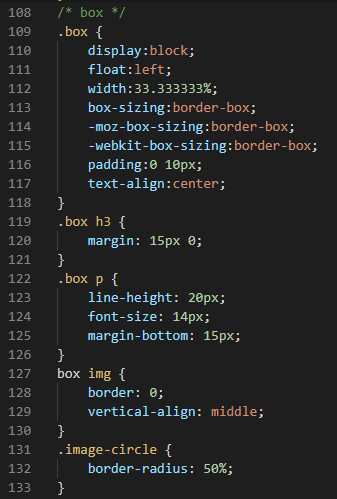 108 /* box */
109 .box {
110 display:block;
111 float:left;
112 width:33.333333%;
113 box-sizing:border-box;
114 -moz-box-sizing:border-box;
115 -webkit-box-sizing:border-box;
116 padding:0 10px;
117 text-align:center;
118 }
119 .box h3 {
120 margin: 15px 0;
121 }
122 .box p {
123 line-height: 20px;
124 font-size: 14px;
125 margin-bottom: 15px;
126 }
127 box img {
128 border: 0;
129 vertical-align: middle;
130 }
131 .image-circle {
132 border-radius: 50%;
133 }